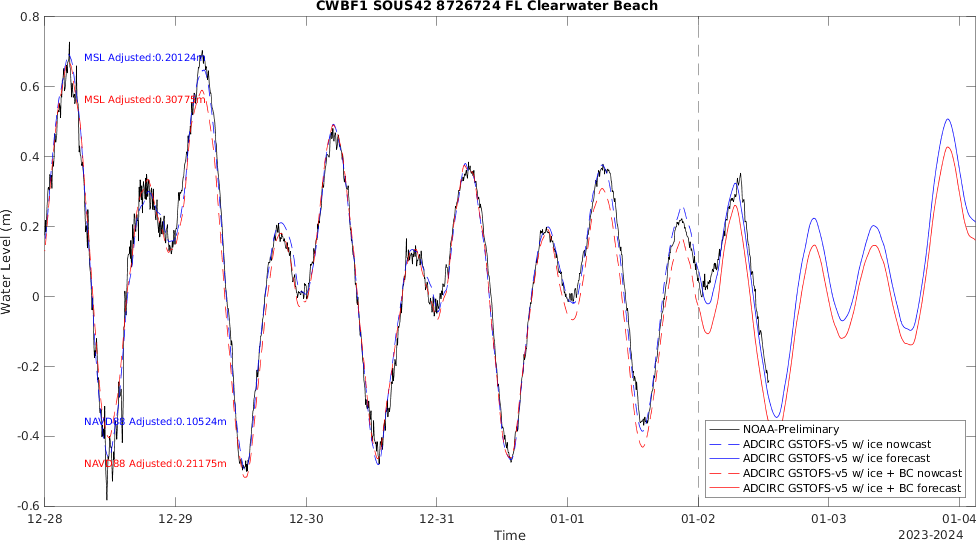 CWBF1 SOUS42 8726724 FL Clearwater Beach
Water Level (m)
0.8
0.6
0.4
0.2
0
-0.2
-0.4
-0.6
MSL Adjusted:0.20124m
MSL Adjusted:0.30775m
NAVD88 Adjusted:0.10524m
NAVD88 Adjusted:0.21175m
NOAA-Preliminary
ADCIRC GSTOFS-v5 w/ ice nowcast
ADCIRC GSTOFS-v5 w/ ice forecast
ADCIRC GSTOFS-v5 w/ ice + BC nowcast
ADCIRC GSTOFS-v5 w/ ice + BC forecast
12-28 12-29 12-30 12-31 01-01 01-02 01-03 01-04
Time
2023-2024